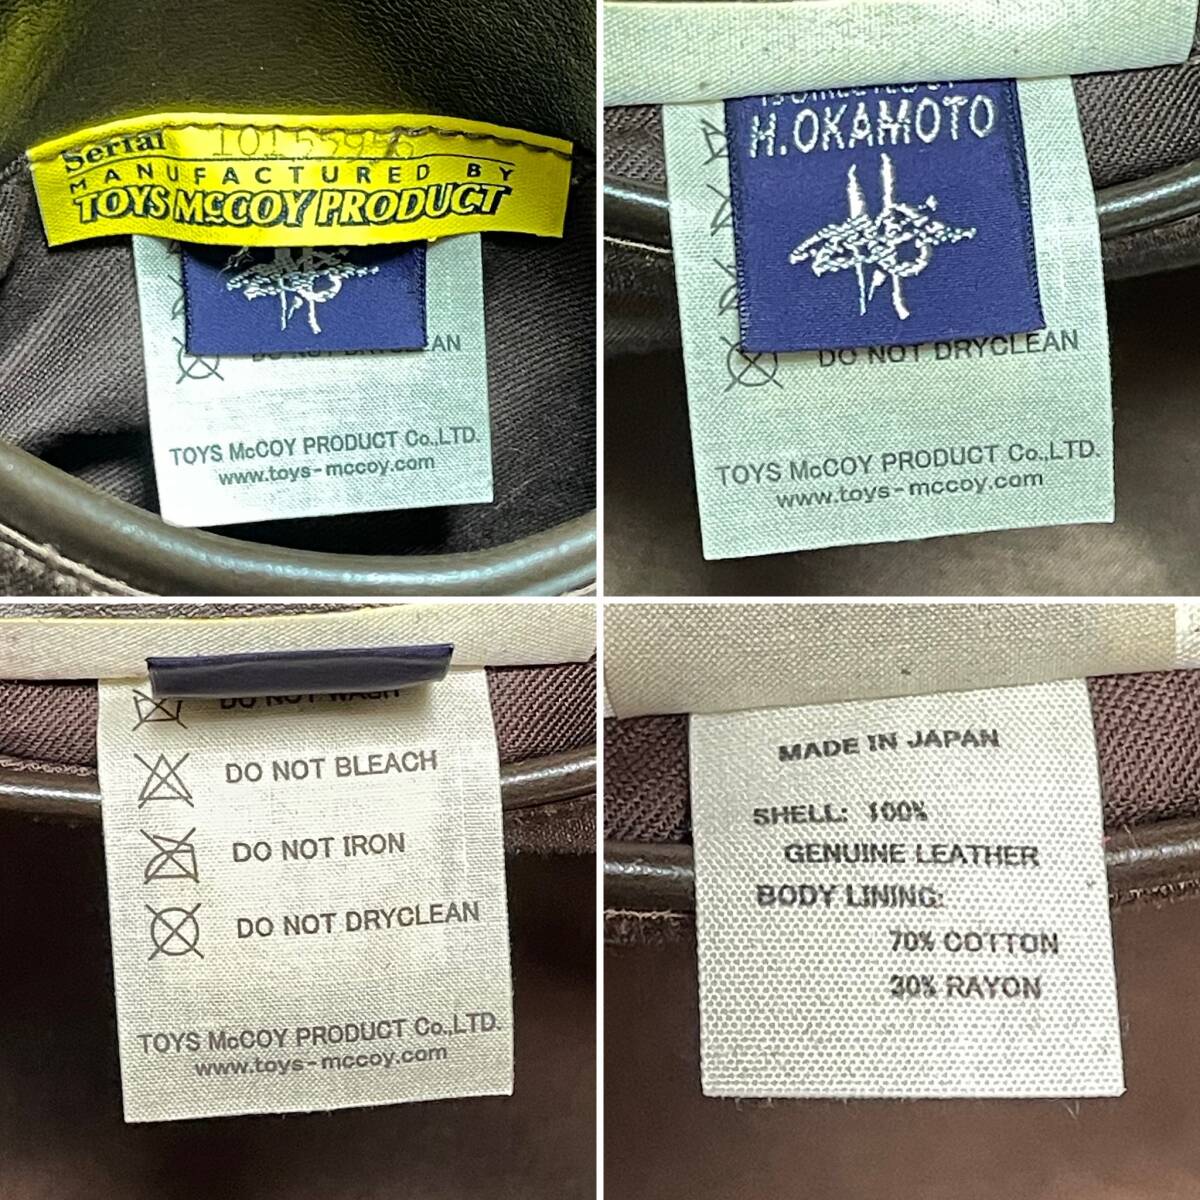 Serial
MANUFACTURED BY
TOYS McCOY PRODUCT
DO NOT DRYCLEAN
TOYS McCOY PRODUCT Co.,LTD.
www.toys-mccoy.com
H.OKAMOTO
DO NOT DRYCLEAN
TOYS McCOY PRODUCT Co.,LTD.
www.toys-mccoy.com
DO NOT WASH
DO NOT BLEACH
DO NOT IRON
DO NOT DRYCLEAN
TOYS McCOY PRODUCT Co.,LTD.
www.toys-mccoy.com
MADE IN JAPAN
SHELL: 100%
GENUINE LEATHER
BODY LINING:
70% COTTON
30% RAYON